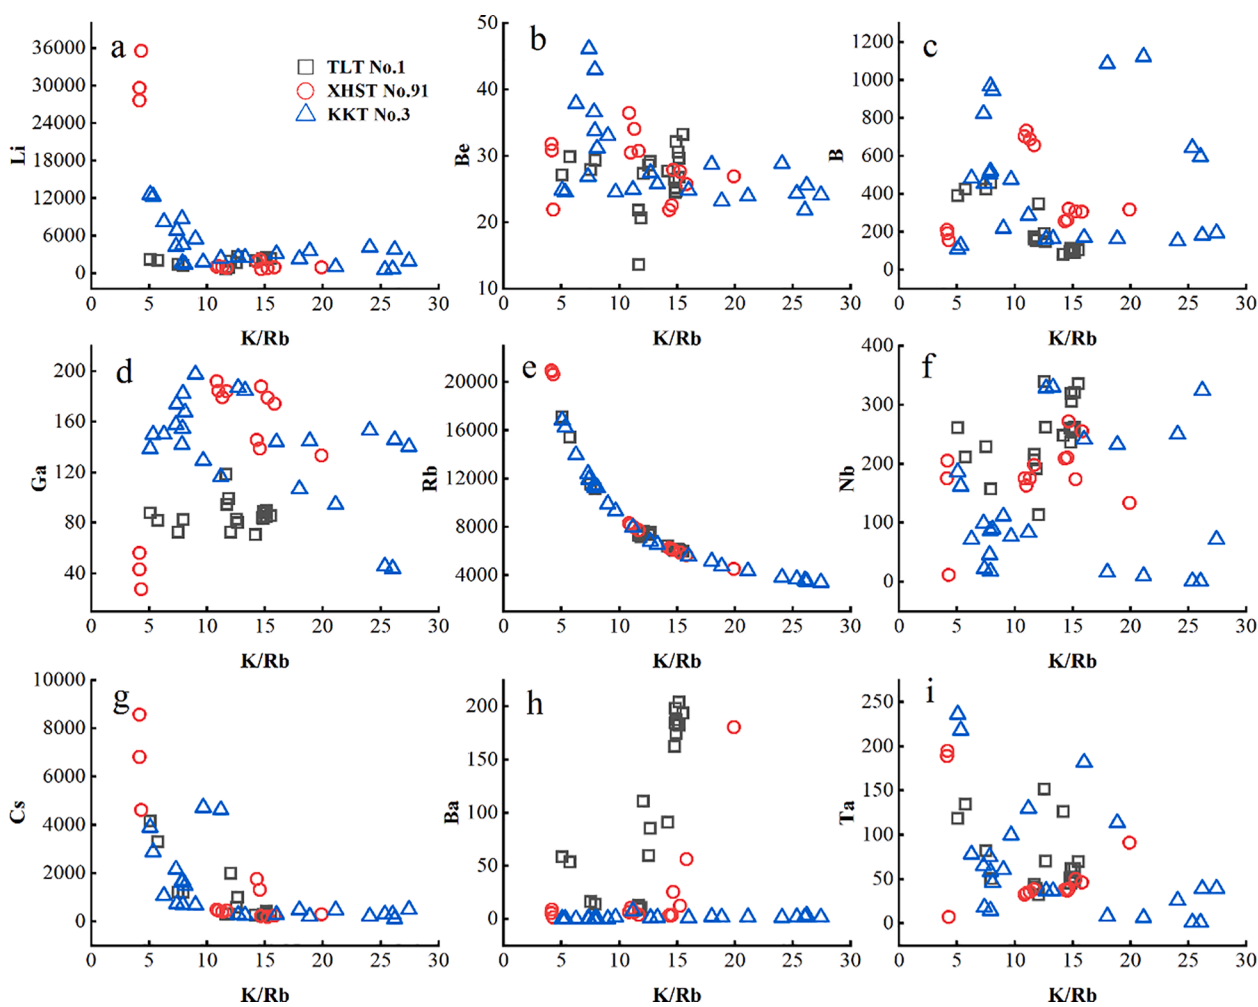 a
36000
30000
24000
18000
12000
6000
0
Li
0 5 10 15 20 25 30
K/Rb
TLT No.1
XHST No.91
KKT No.3
b
50
40
30
20
10
Be
0 5 10 15 20 25 30
K/Rb
c
1200
1000
800
600
400
200
0
B
0 5 10 15 20 25 30
K/Rb
d
200
160
120
80
40
Ga
0 5 10 15 20 25 30
K/Rb
e
20000
16000
12000
8000
4000
Rb
0 5 10 15 20 25 30
K/Rb
f
400
300
200
100
0
Nb
0 5 10 15 20 25 30
K/Rb
g
10000
8000
6000
4000
2000
0
Cs
0 5 10 15 20 25 30
K/Rb
h
200
150
100
50
0
Ba
0 5 10 15 20 25 30
K/Rb
i
250
200
150
100
50
0
Ta
0 5 10 15 20 25 30
K/Rb